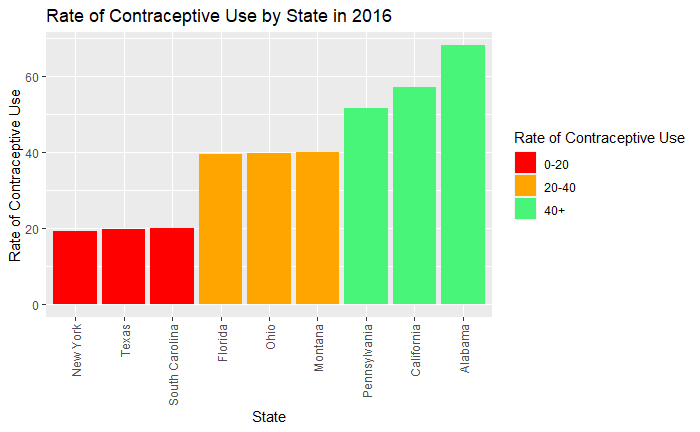 Rate of Contraceptive Use by State in 2016
Rate of Contraceptive Use
60
40
20
0
New York
Texas
South Carolina
Florida
Ohio
Montana
Pennsylvania
California
Alabama
State
Rate of Contraceptive Use
0-20
20-40
40+